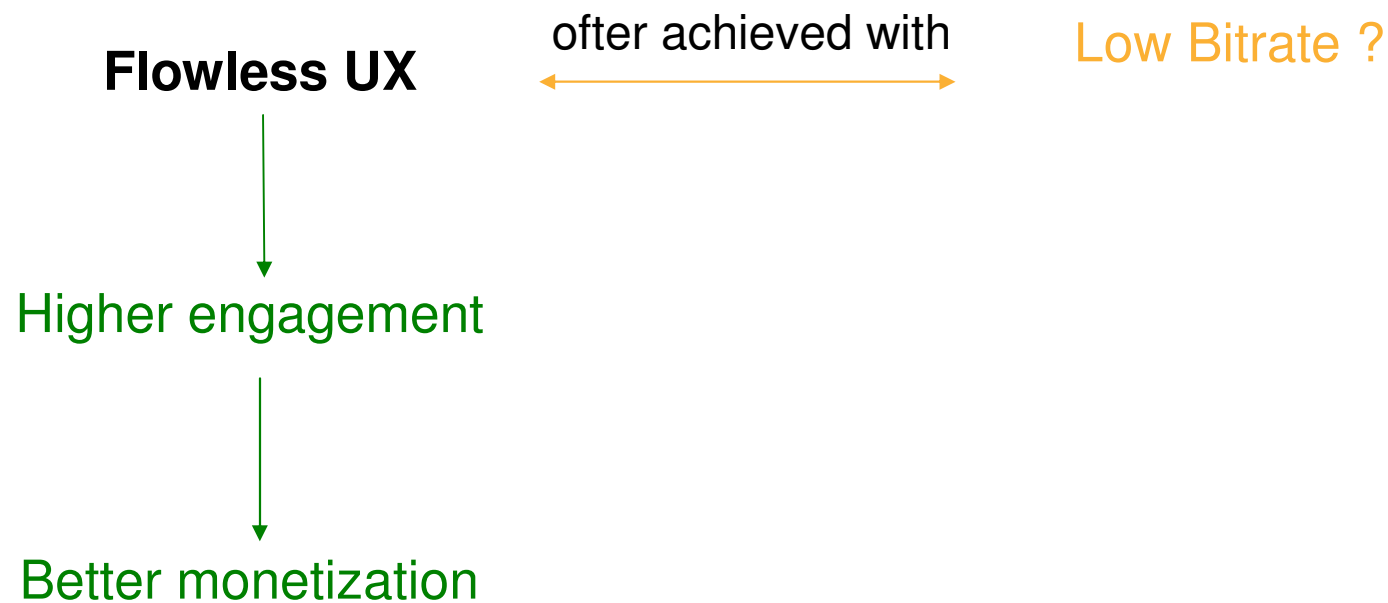 Flowless UX
ofter achieved with
Low Bitrate ?
Higher engagement
Better monetization